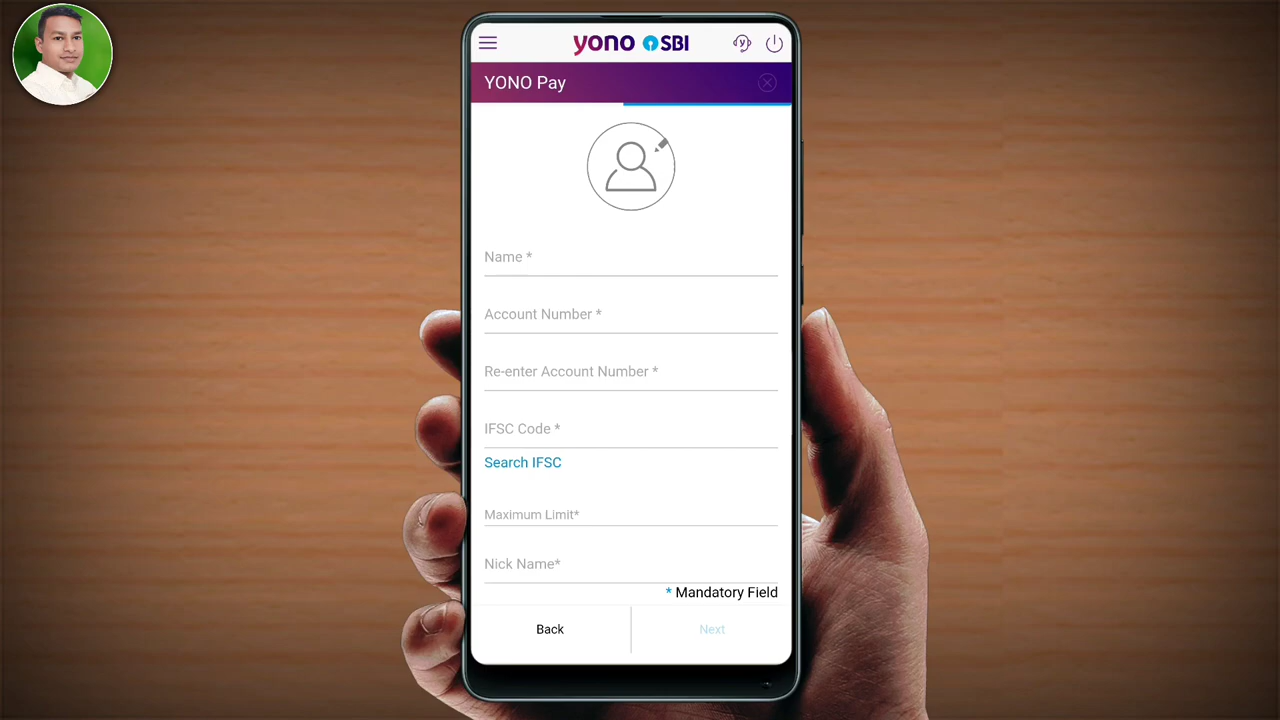 yono SBI
YONO Pay
Name *
Account Number *
Re-enter Account Number *
IFSC Code *
Search IFSC
Maximum Limit*
Nick Name*
* Mandatory Field
Back
Next